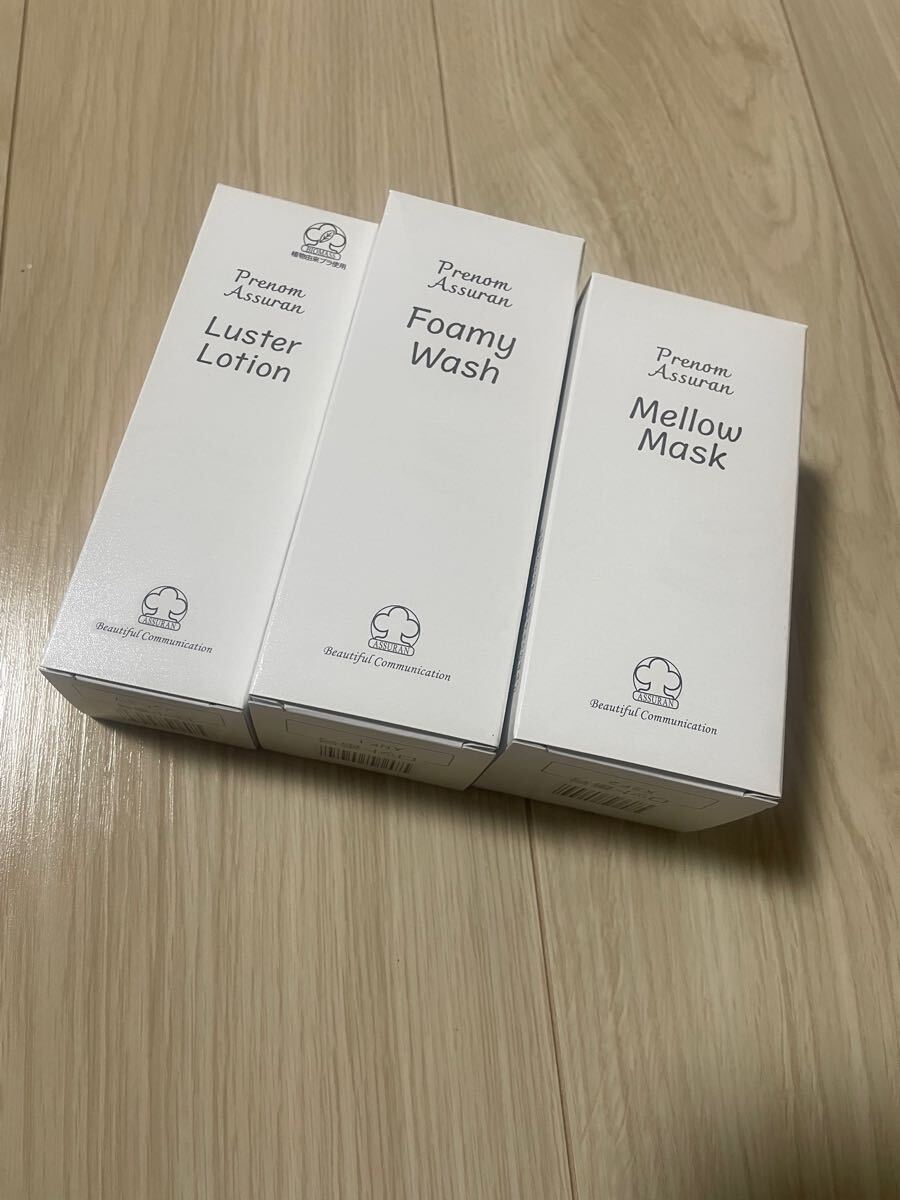 BIOMASS
植物由来プラ使用
Prenom
Assuran
Luster
Lotion
ASSURAN
Beautiful Communication
Prenom
Assuran
Foamy
Wash
ASSURAN
Beautiful Communication
Prenom
Assuran
Mellow
Mask
ASSURAN
Beautiful Communication